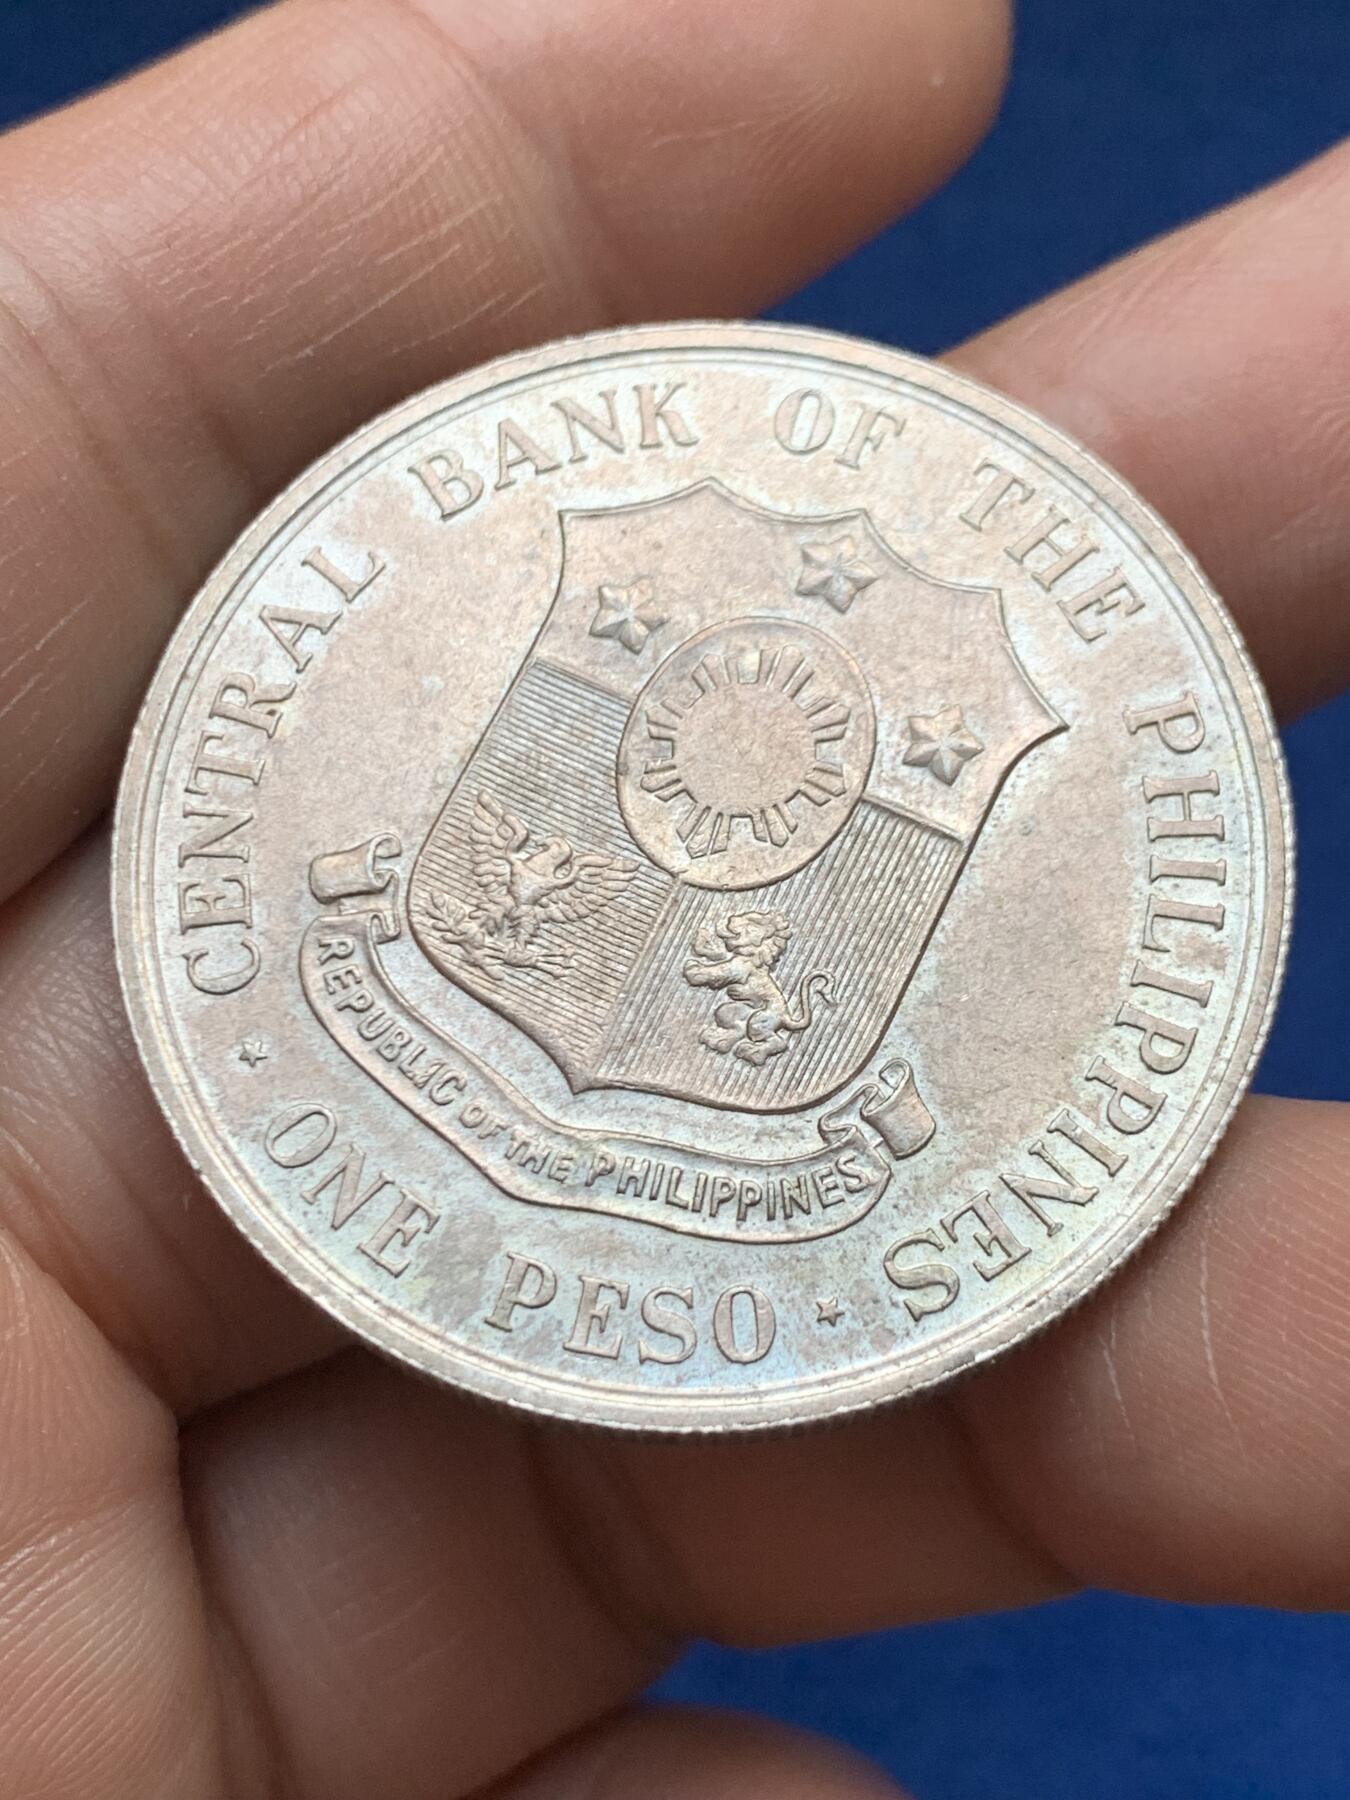 CENTRAL BANK OF THE PHILIPPINES
ONE PESO
REPUBLIC OF THE PHILIPPINES